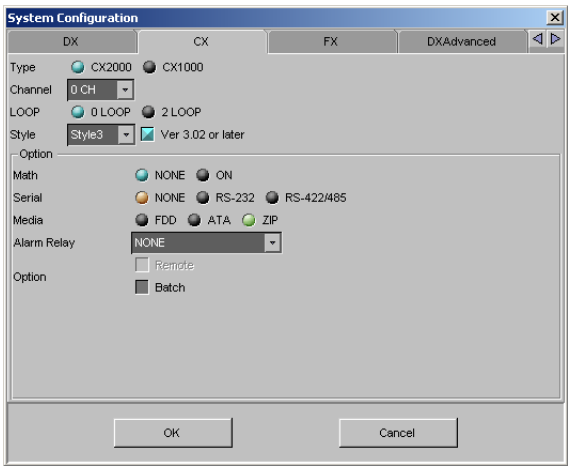 System Configuration
DX CX FX DXAdvanced
Type CX2000 CX1000
Channel 0 CH
LOOP 0 LOOP 2 LOOP
Style Style3 Ver 3.02 or later
Option
Math NONE ON
Serial NONE RS-232 RS-422/485
Media FDD ATA ZIP
Alarm Relay NONE
Remote
Option
Batch
OK Cancel